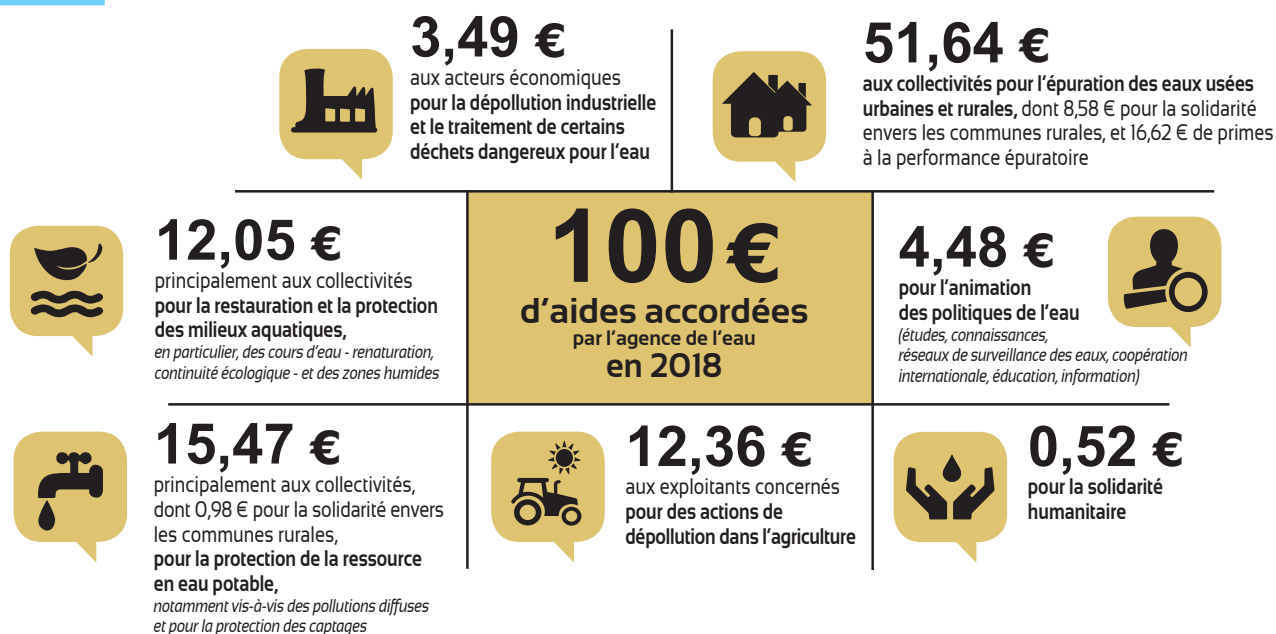 3,49 €
aux acteurs économiques
pour la dépollution industrielle
et le traitement de certains
déchets dangereux pour l'eau
51,64 €
aux collectivités pour l'épuration des eaux usées
urbaines et rurales, dont 8,58 € pour la solidarité
envers les communes rurales, et 16,62 € de primes
à la performance épuratoire
12,05 €
principalement aux collectivités
pour la restauration et la protection
des milieux aquatiques,
en particulier, des cours d'eau - renaturation,
continuité écologique - et des zones humides
100 €
d'aides accordées
par l'agence de l'eau
en 2018
4,48 €
pour l'animation
des politiques de l'eau
(études, connaissances,
réseaux de surveillance des eaux, coopération
internationale, éducation, information)
15,47 €
principalement aux collectivités,
dont 0,98 € pour la solidarité envers
les communes rurales,
pour la protection de la ressource
en eau potable,
notamment vis-à-vis des pollutions diffuses
et pour la protection des captages
12,36 €
aux exploitants concernés
pour des actions de
dépollution dans l'agriculture
0,52 €
pour la solidarité
humanitaire